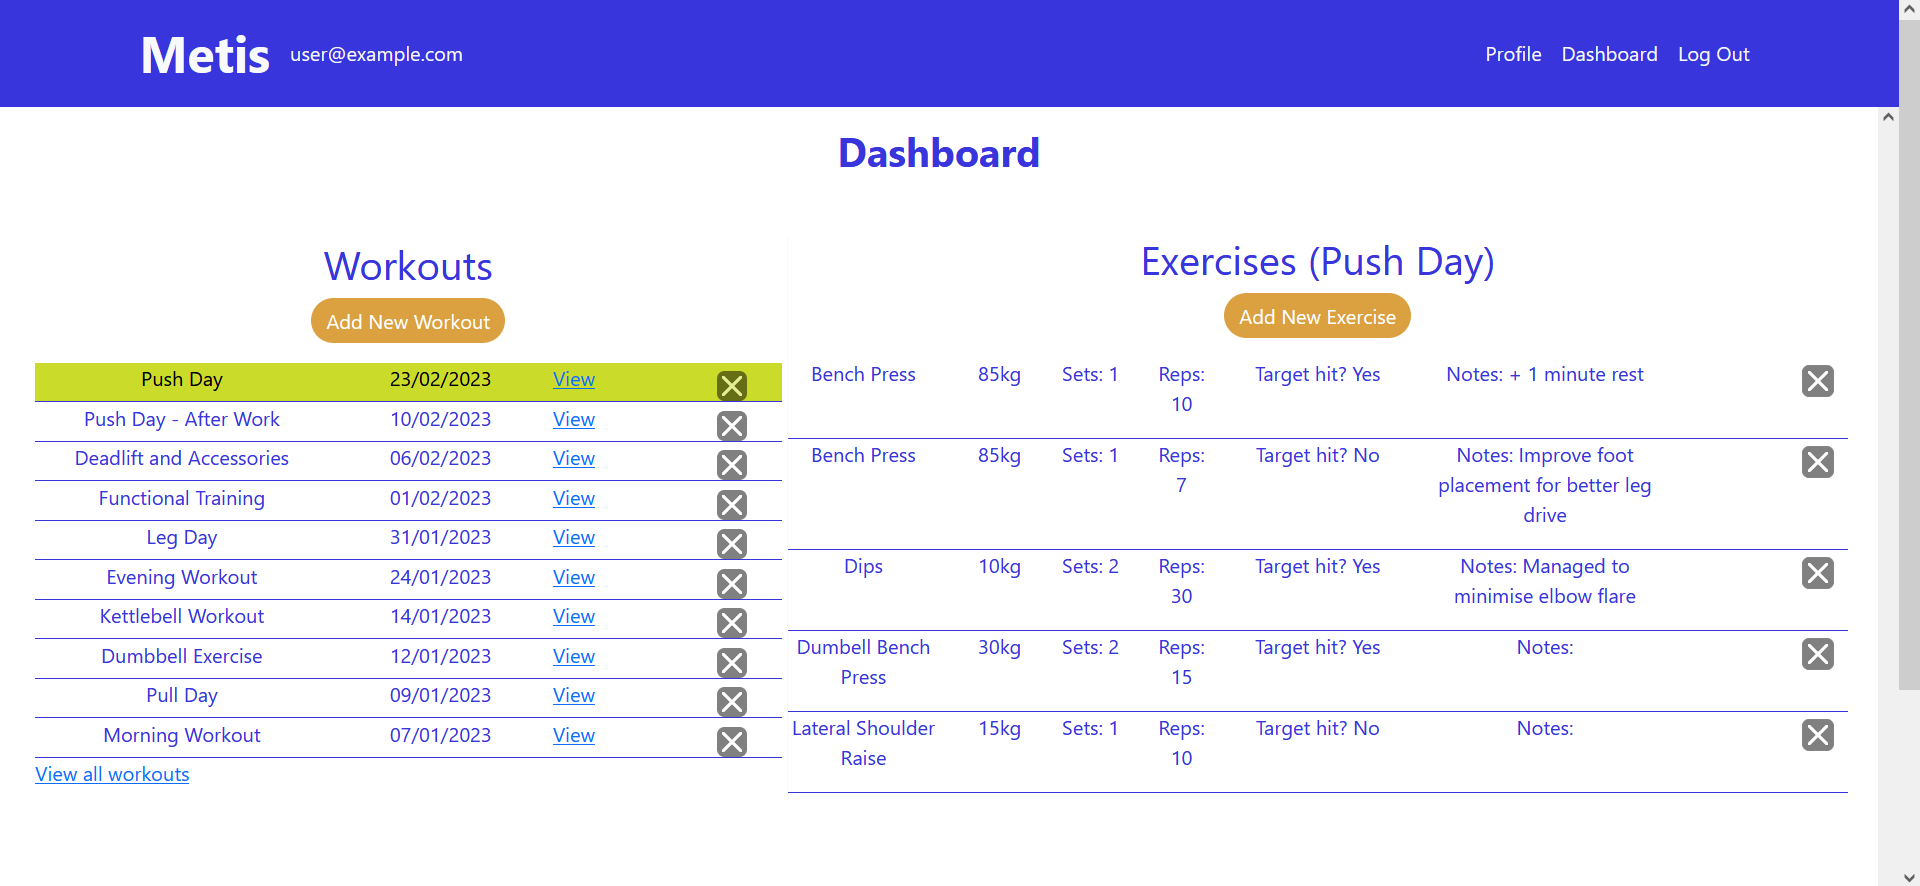 Metis user@example.com Profile Dashboard Log Out
Dashboard
Workouts
Add New Workout
Push Day 23/02/2023 View
Push Day - After Work 10/02/2023 View
Deadlift and Accessories 06/02/2023 View
Functional Training 01/02/2023 View
Leg Day 31/01/2023 View
Evening Workout 24/01/2023 View
Kettlebell Workout 14/01/2023 View
Dumbbell Exercise 12/01/2023 View
Pull Day 09/01/2023 View
Morning Workout 07/01/2023 View
View all workouts
Exercises (Push Day)
Add New Exercise
Bench Press 85kg Sets: 1 Reps: Target hit? Yes Notes: + 1 minute rest
10
Bench Press 85kg Sets: 1 Reps: Target hit? No Notes: Improve foot
7 placement for better leg
drive
Dips 10kg Sets: 2 Reps: Target hit? Yes Notes: Managed to
30 minimise elbow flare
Dumbell Bench 30kg Sets: 2 Reps: Target hit? Yes Notes:
Press 15
Lateral Shoulder 15kg Sets: 1 Reps: Target hit? No Notes:
Raise 10